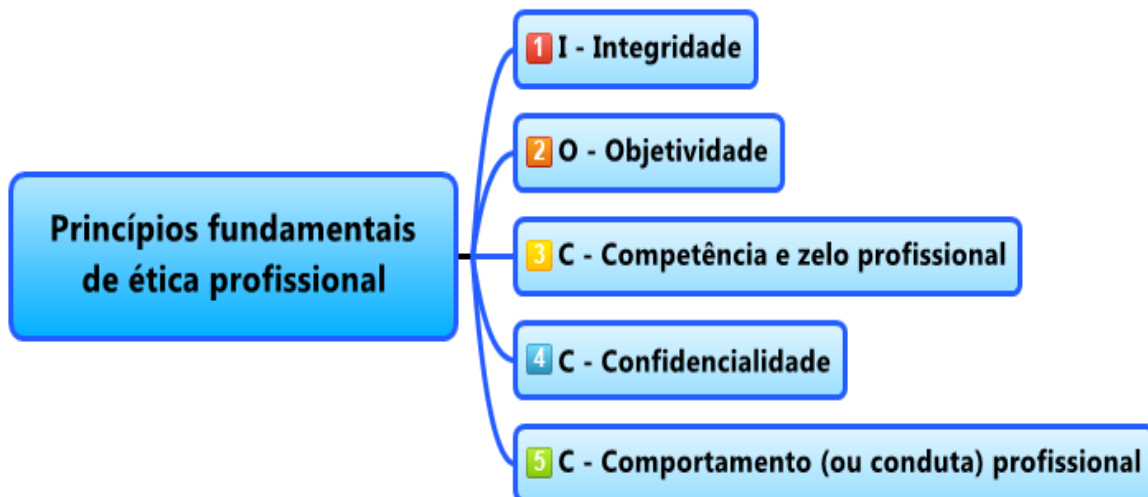 Princípios fundamentais
de ética profissional
1 I - Integridade
2 O - Objetividade
3 C - Competência e zelo profissional
4 C - Confidencialidade
5 C - Comportamento (ou conduta) profissional